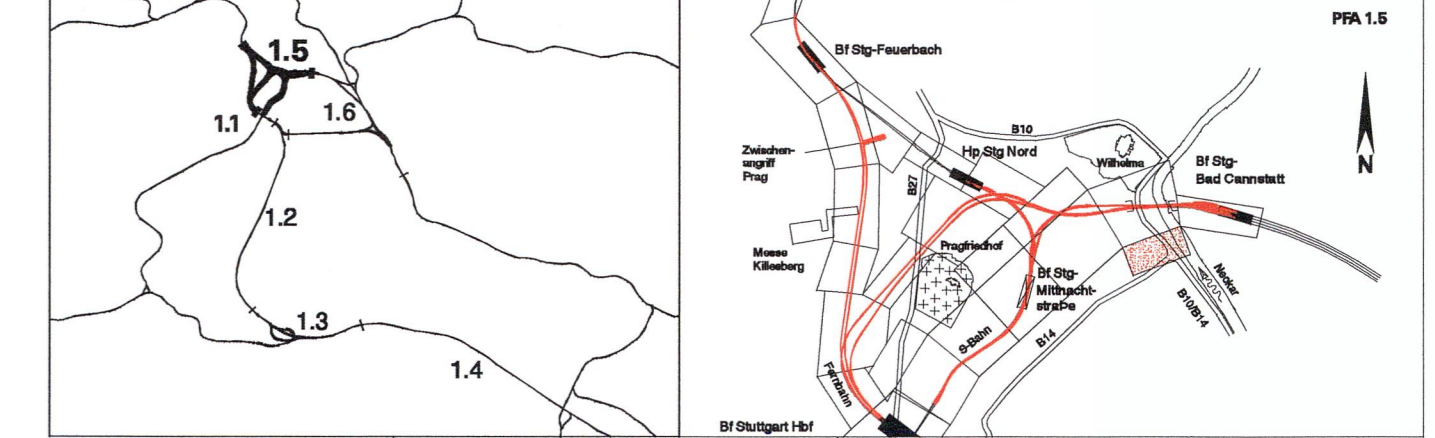 1.5
1.1
1.6
1.2
1.3
1.4
PFA 1.5
Bf Stg-Feuerbach
N
B10
Zwischen-
angriff
Prag
Hp Stg Nord
Wilhelma
Bf Stg-
Bad Cannstatt
B27
Messe
Killesberg
Pragfriedhof
Bf Stg-
Mittnacht-
straße
Neckar
B10/B14
S-Bahn
B14
Fernbahn
Bf Stuttgart Hbf